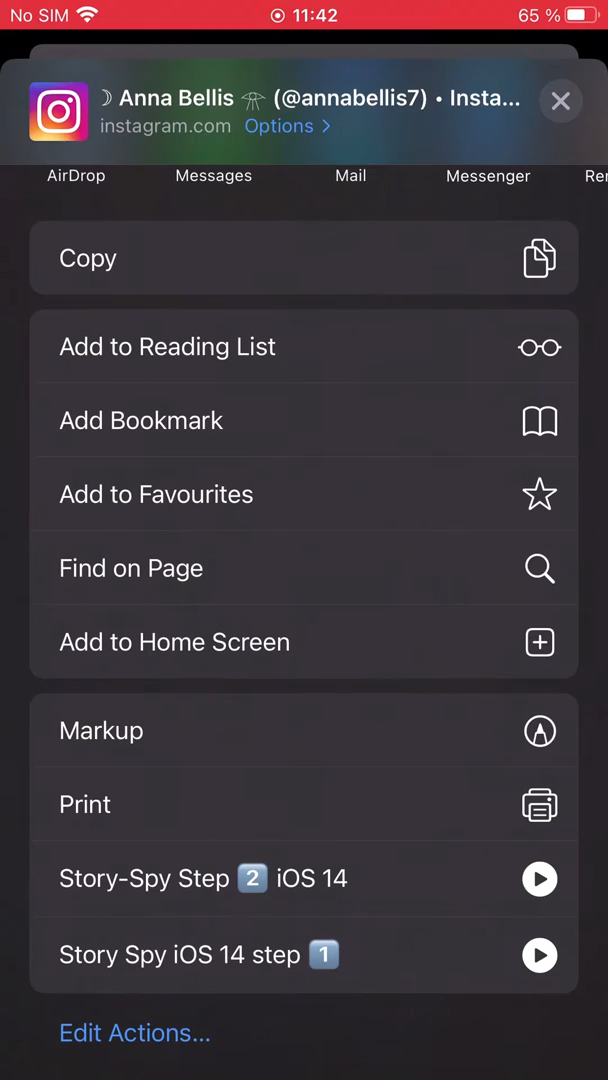 No SIM 11:42 65 %
☽ Anna Bellis 𖤐 (@annabellis7) • Insta...
instagram.com Options >
AirDrop Messages Mail Messenger Rer
Copy
Add to Reading List
Add Bookmark
Add to Favourites
Find on Page
Add to Home Screen
Markup
Print
Story-Spy Step 2️⃣ iOS 14
Story Spy iOS 14 step 1️⃣
Edit Actions...